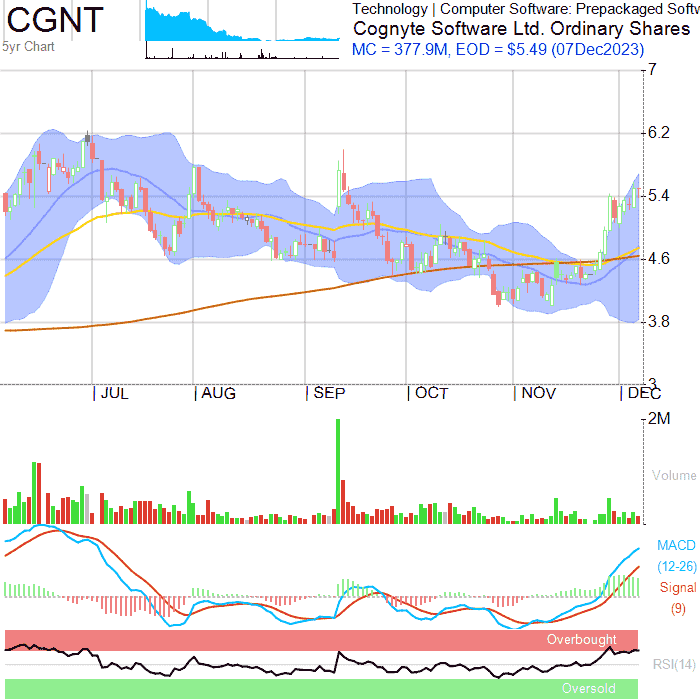 CGNT
5yr Chart
Technology | Computer Software: Prepackaged Softw
Cognyte Software Ltd. Ordinary Shares
MC = 377.9M, EOD = $5.49 (07Dec2023)
7
6.2
5.4
4.6
3.8
3
JUL AUG SEP OCT NOV DEC
2M
Volume
MACD
(12-26)
Signal
(9)
Overbought
RSI(14)
Oversold